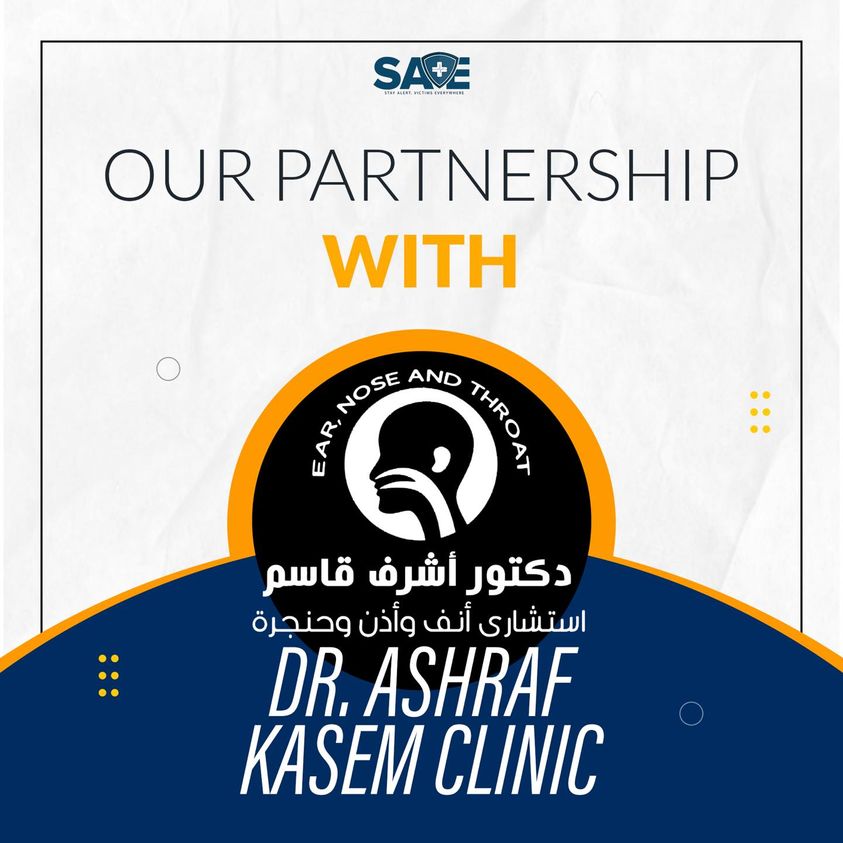 SAVE
STAY ALERT, VICTIMS EVERYWHERE
OUR PARTNERSHIP
WITH
EAR, NOSE AND THROAT
دكتور أشرف قاسم
استشارى أنف وأذن وحنجرة
DR. ASHRAF
KASEM CLINIC